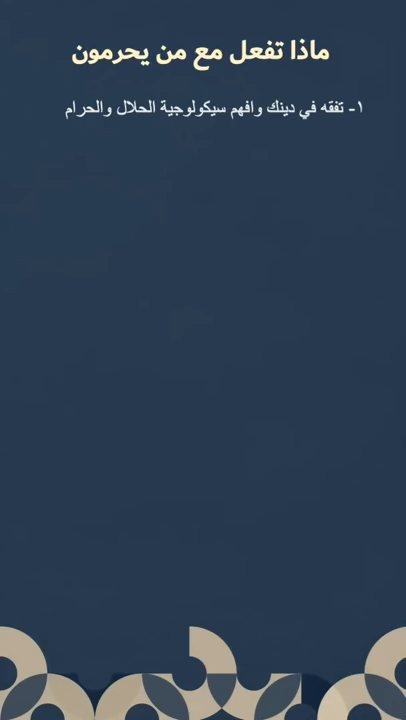 ماذا تفعل مع من يحرمون
١- تفقه في دينك وافهم سيكولوجية الحلال والحرام